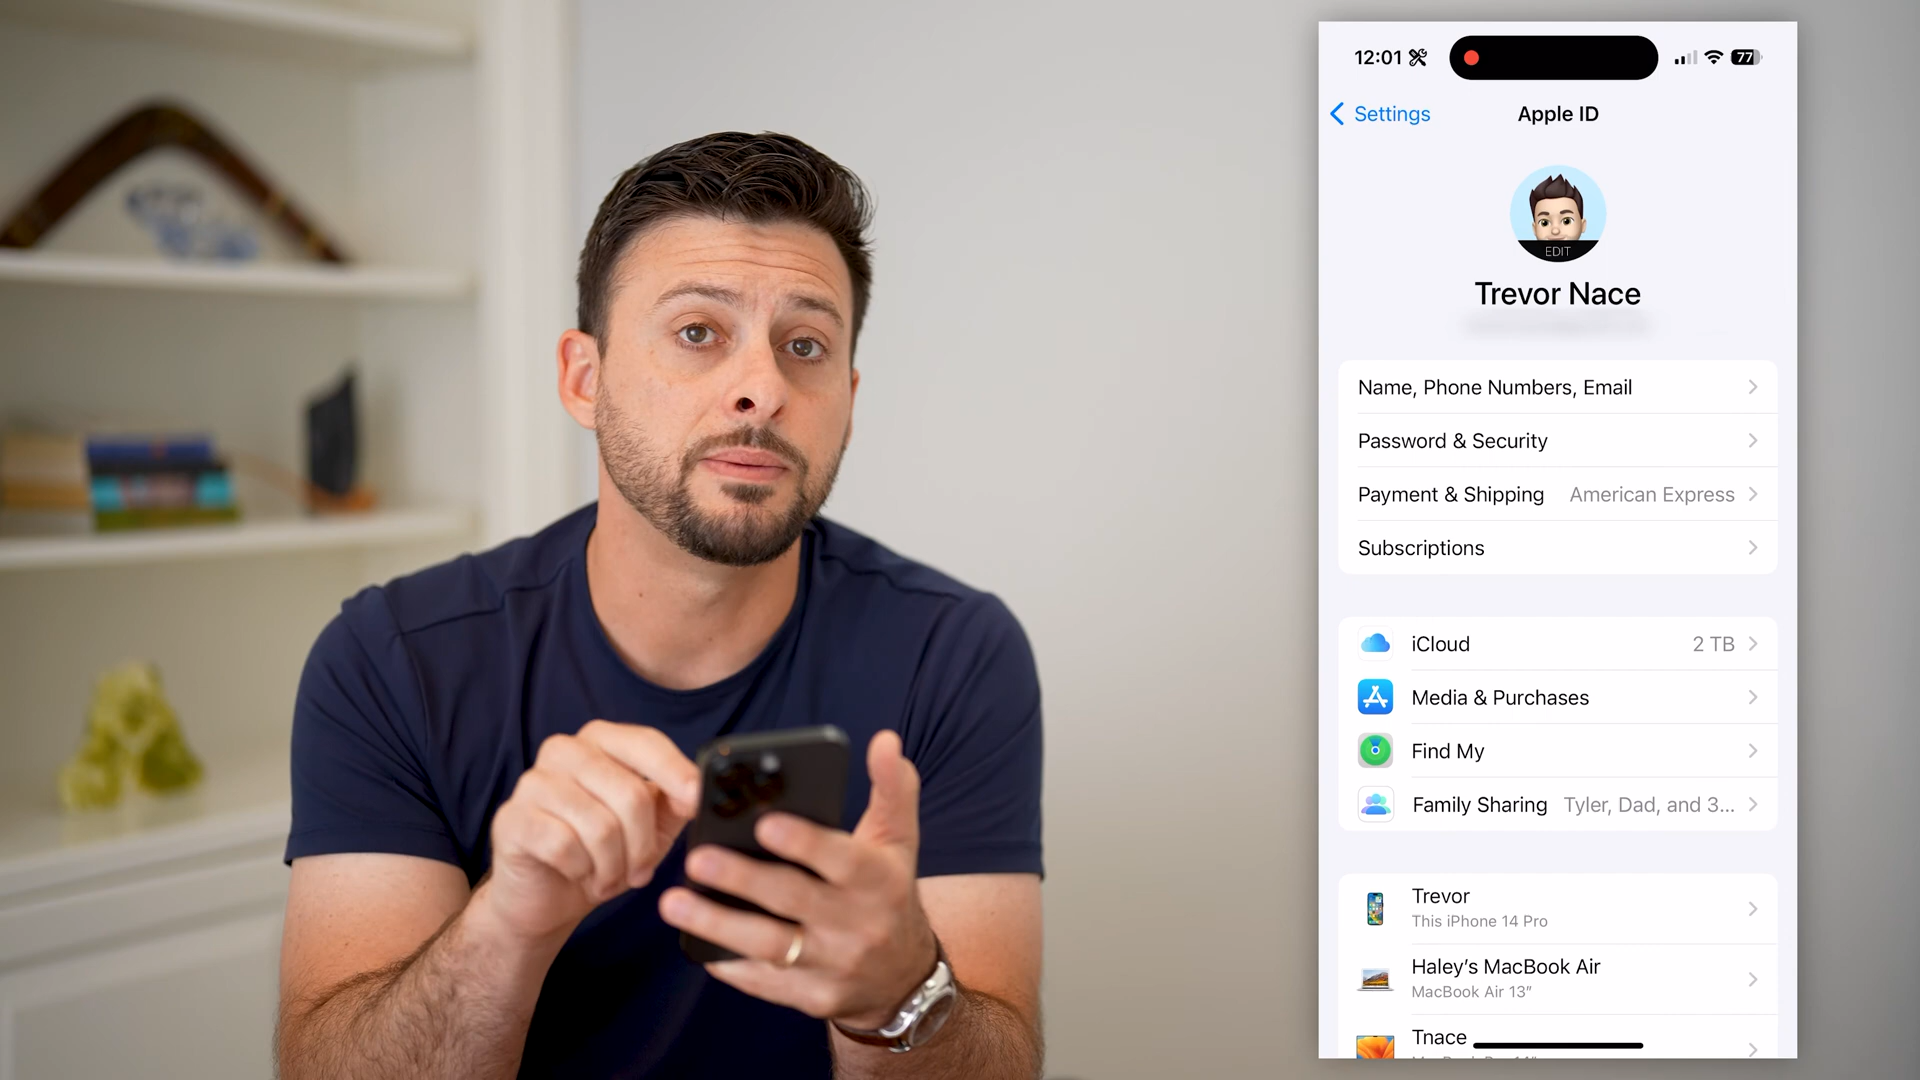 12:01
77
Settings
Apple ID
EDIT
Trevor Nace
Name, Phone Numbers, Email
Password & Security
Payment & Shipping American Express
Subscriptions
iCloud 2 TB
Media & Purchases
Find My
Family Sharing Tyler, Dad, and 3...
Trevor
This iPhone 14 Pro
Haley’s MacBook Air
MacBook Air 13”
Tnace